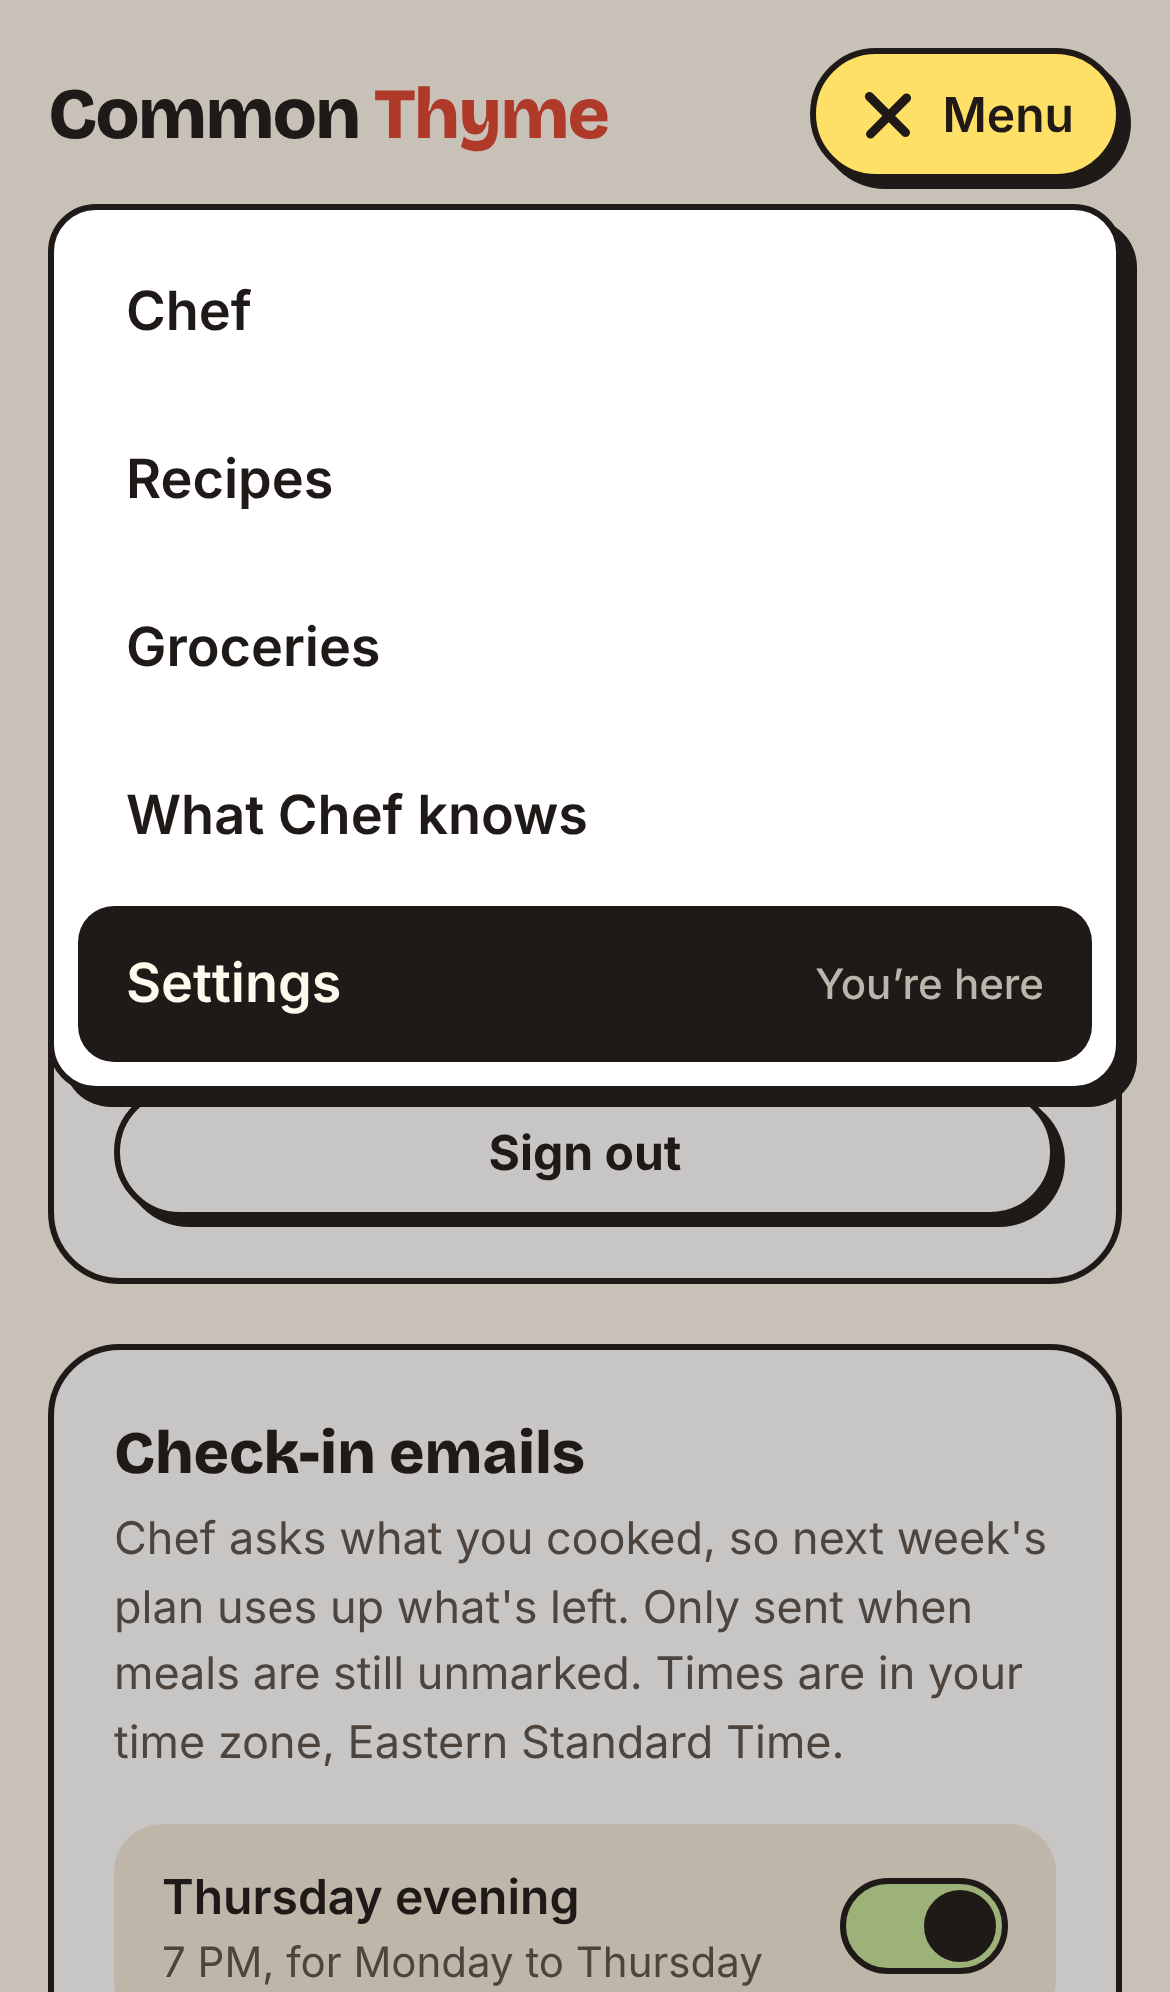 Common Thyme
Menu
Chef
Recipes
Groceries
What Chef knows
Settings
You’re here
Sign out
Check-in emails
Chef asks what you cooked, so next week's
plan uses up what's left. Only sent when
meals are still unmarked. Times are in your
time zone, Eastern Standard Time.
Thursday evening
7 PM, for Monday to Thursday